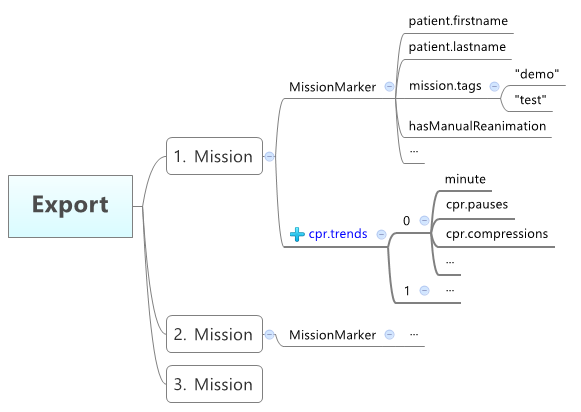 Export
1. Mission
MissionMarker
patient.firstname
patient.lastname
mission.tags
"demo"
"test"
hasManualReanimation
...
cpr.trends
0
minute
cpr.pauses
cpr.compressions
...
1
...
2. Mission
MissionMarker
...
3. Mission